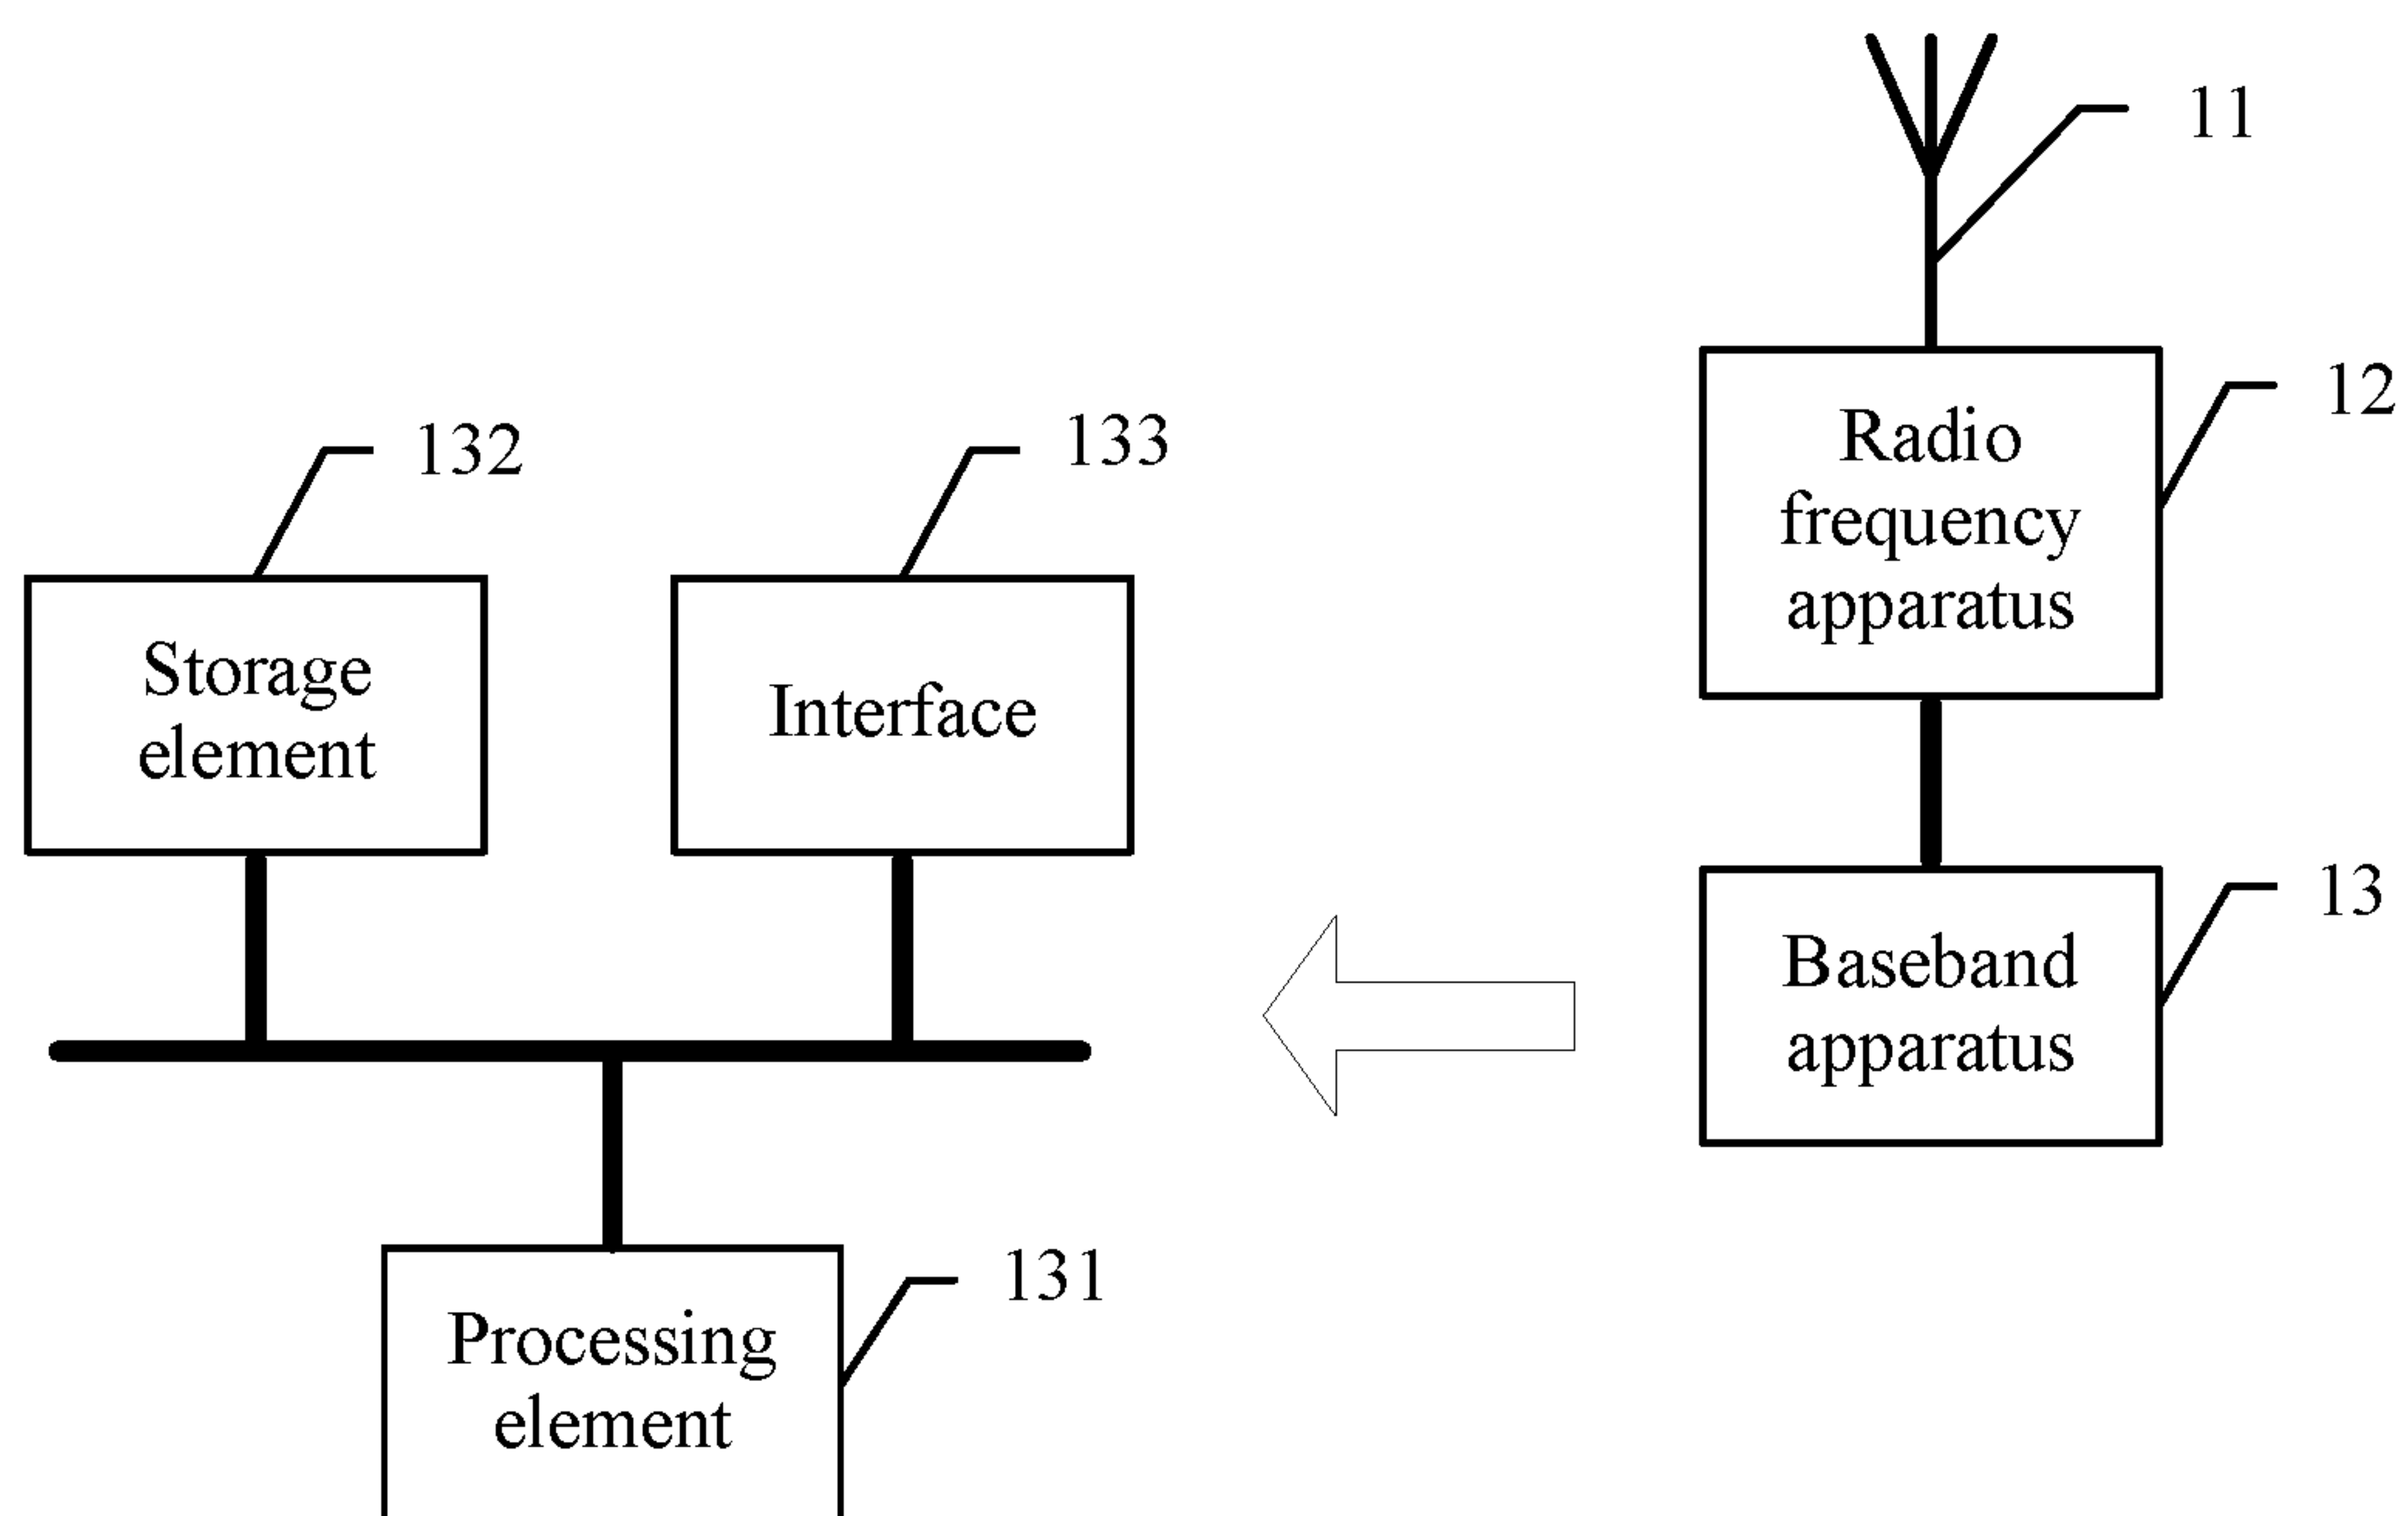 11
12
Radio
frequency
apparatus
132
133
Storage
element
Interface
13
Baseband
apparatus
131
Processing
element